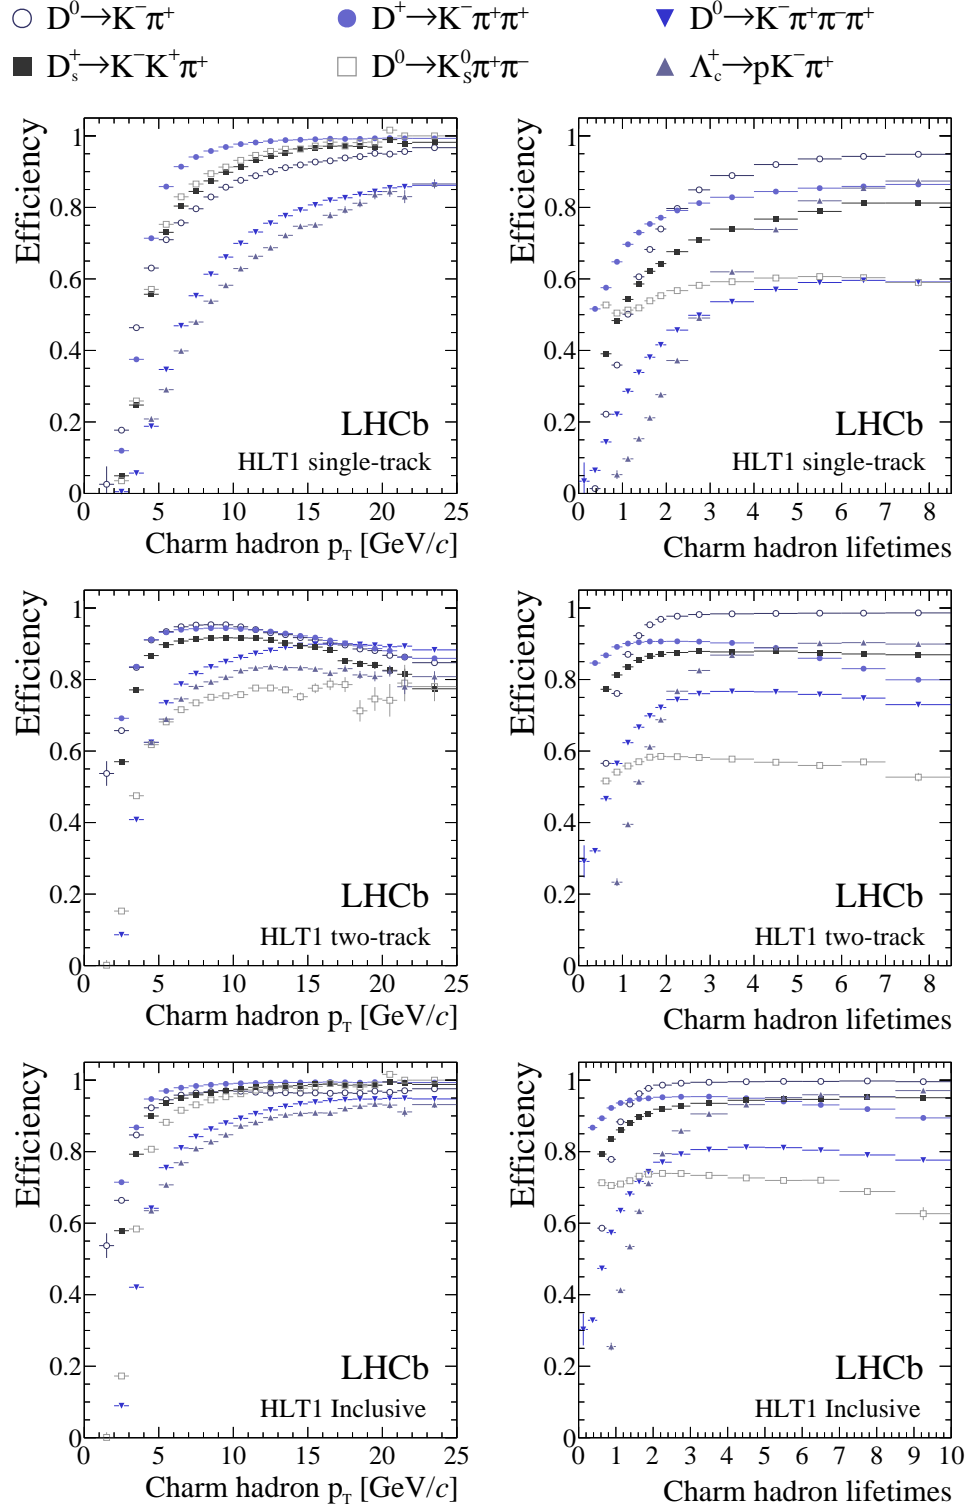 D⁰→K⁻π⁺ D⁺→K⁻π⁺π⁺ D⁰→K⁻π⁺π⁻π⁺
Dₛ⁺→K⁻K⁺π⁺ D⁰→Kₛ⁰π⁺π⁻ Λ_c⁺→pK⁻π⁺
Efficiency
1
0.8
0.6
0.4
0.2
0
LHCb
HLT1 single-track
0 5 10 15 20 25
Charm hadron p_T [GeV/c]
Efficiency
1
0.8
0.6
0.4
0.2
0
LHCb
HLT1 single-track
0 1 2 3 4 5 6 7 8
Charm hadron lifetimes
Efficiency
1
0.8
0.6
0.4
0.2
0
LHCb
HLT1 two-track
0 5 10 15 20 25
Charm hadron p_T [GeV/c]
Efficiency
1
0.8
0.6
0.4
0.2
0
LHCb
HLT1 two-track
0 1 2 3 4 5 6 7 8
Charm hadron lifetimes
Efficiency
1
0.8
0.6
0.4
0.2
0
LHCb
HLT1 Inclusive
0 5 10 15 20 25
Charm hadron p_T [GeV/c]
Efficiency
1
0.8
0.6
0.4
0.2
0
LHCb
HLT1 Inclusive
0 1 2 3 4 5 6 7 8 9 10
Charm hadron lifetimes